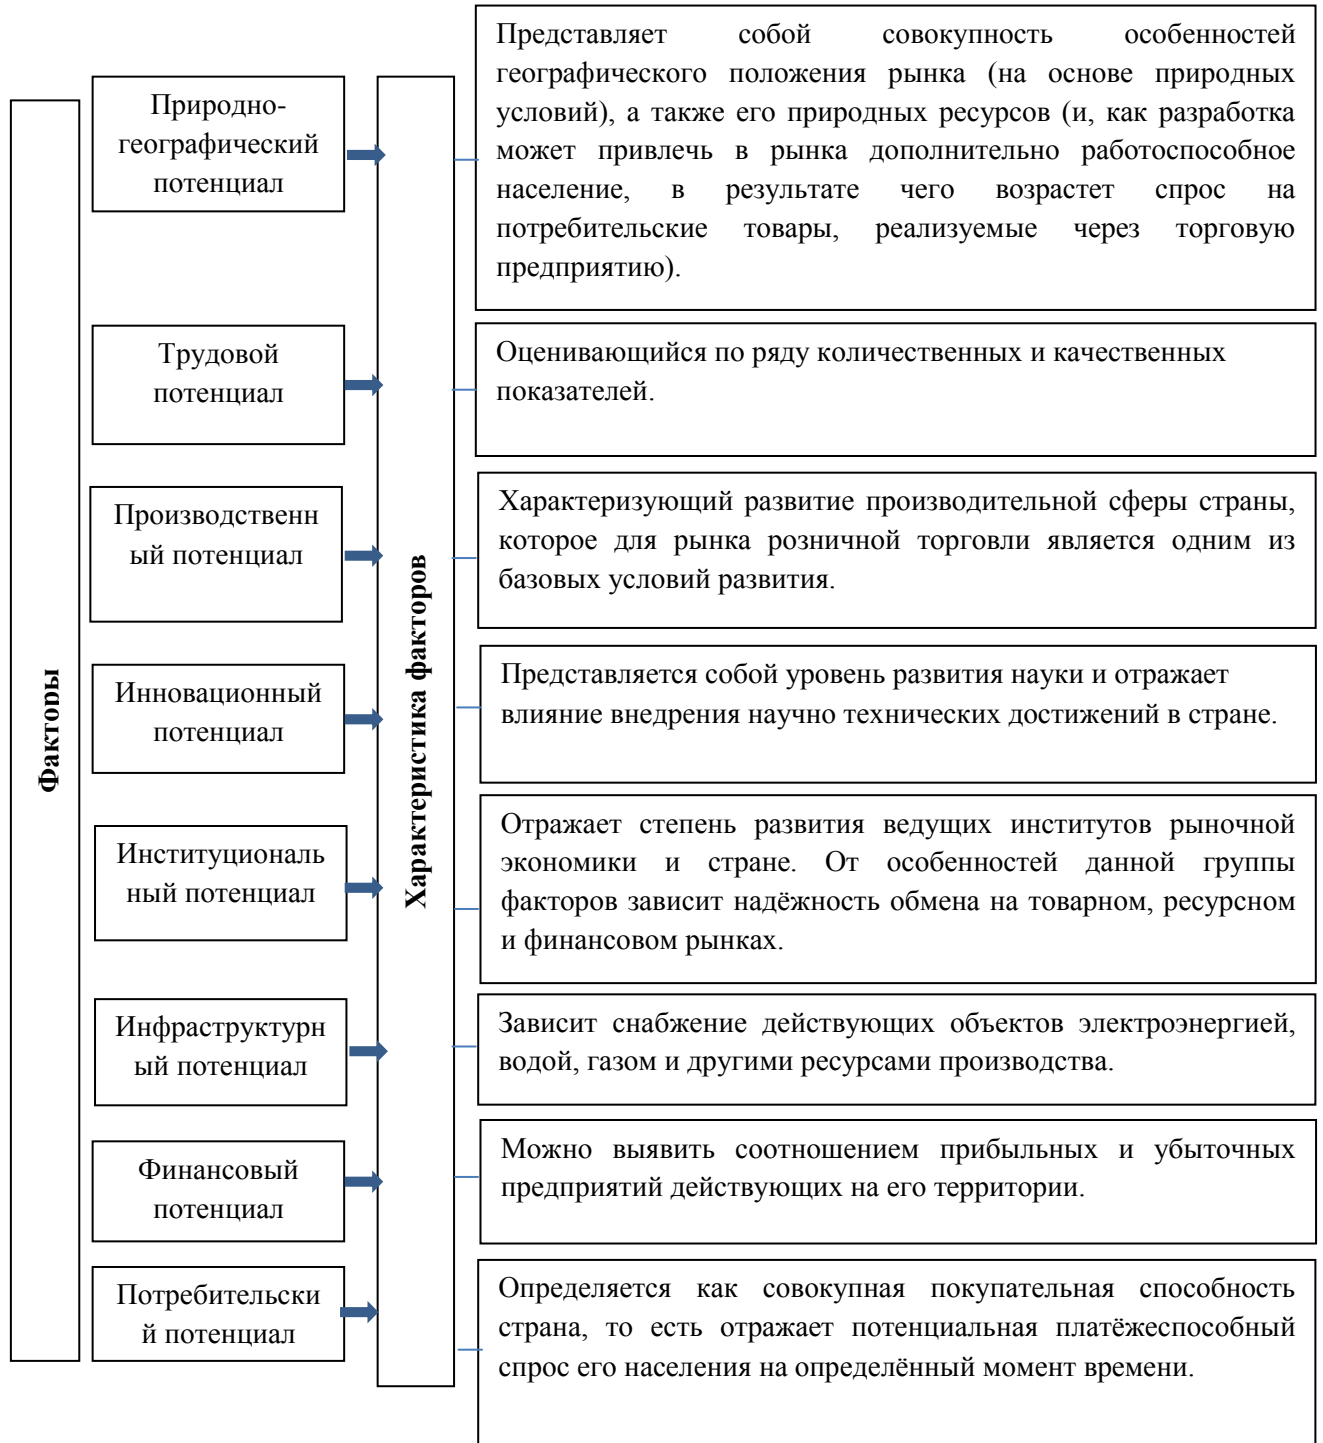 Факторы
Природно-
географический
потенциал
Характеристика факторов
Представляет собой совокупность особенностей
географического положения рынка (на основе природных
условий), а также его природных ресурсов (и, как разработка
может привлечь в рынка дополнительно работоспособное
население, в результате чего возрастет спрос на
потребительские товары, реализуемые через торговую
предприятию).
Трудовой
потенциал
Оценивающийся по ряду количественных и качественных
показателей.
Производственн
ый потенциал
Характеризующий развитие производительной сферы страны,
которое для рынка розничной торговли является одним из
базовых условий развития.
Инновационный
потенциал
Представляется собой уровень развития науки и отражает
влияние внедрения научно технических достижений в стране.
Институциональ
ный потенциал
Отражает степень развития ведущих институтов рыночной
экономики и стране. От особенностей данной группы
факторов зависит надёжность обмена на товарном, ресурсном
и финансовом рынках.
Инфраструктурн
ый потенциал
Зависит снабжение действующих объектов электроэнергией,
водой, газом и другими ресурсами производства.
Финансовый
потенциал
Можно выявить соотношением прибыльных и убыточных
предприятий действующих на его территории.
Потребительски
й потенциал
Определяется как совокупная покупательная способность
страна, то есть отражает потенциальная платёжеспособный
спрос его населения на определённый момент времени.